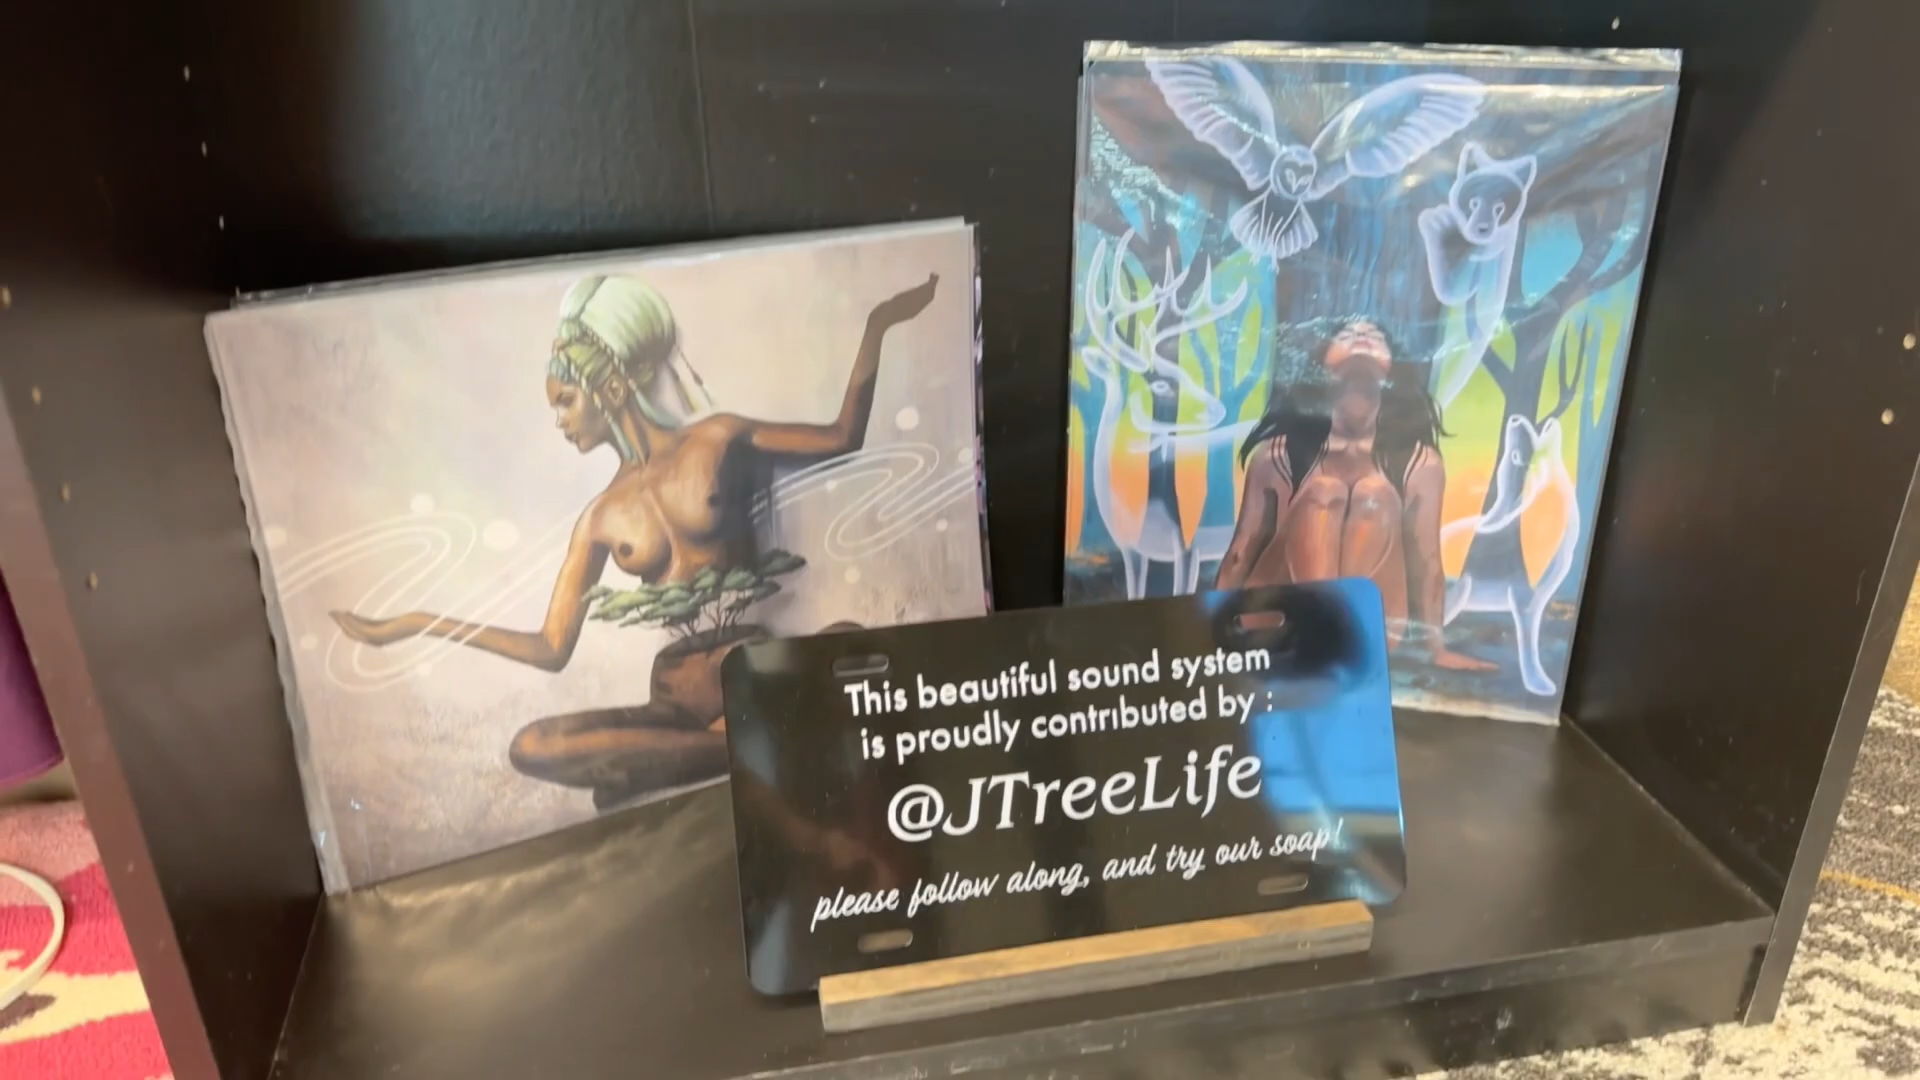 This beautiful sound system
is proudly contributed by :
@JTreeLife
please follow along, and try our soap!